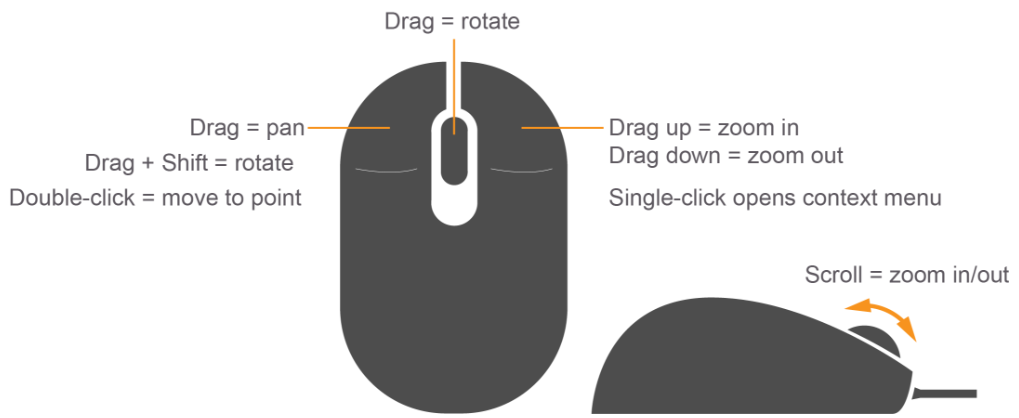 Drag = rotate
Drag = pan
Drag + Shift = rotate
Double-click = move to point
Drag up = zoom in
Drag down = zoom out
Single-click opens context menu
Scroll = zoom in/out